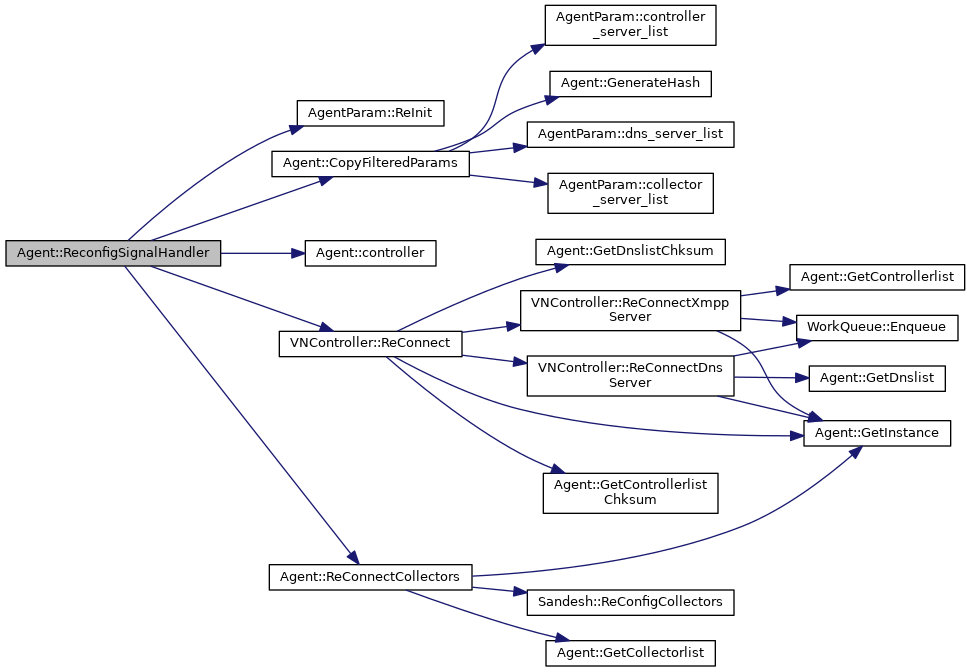 AgentParam::controller
_server_list
Agent::GenerateHash
AgentParam::ReInit
AgentParam::dns_server_list
Agent::CopyFilteredParams
AgentParam::collector
_server_list
Agent::ReconfigSignalHandler
Agent::controller
Agent::GetDnslistChksum
Agent::GetControllerlist
VNController::ReConnectXmpp
Server
WorkQueue::Enqueue
VNController::ReConnect
VNController::ReConnectDns
Server
Agent::GetDnslist
Agent::GetInstance
Agent::GetControllerlist
Chksum
Agent::ReConnectCollectors
Sandesh::ReConfigCollectors
Agent::GetCollectorlist